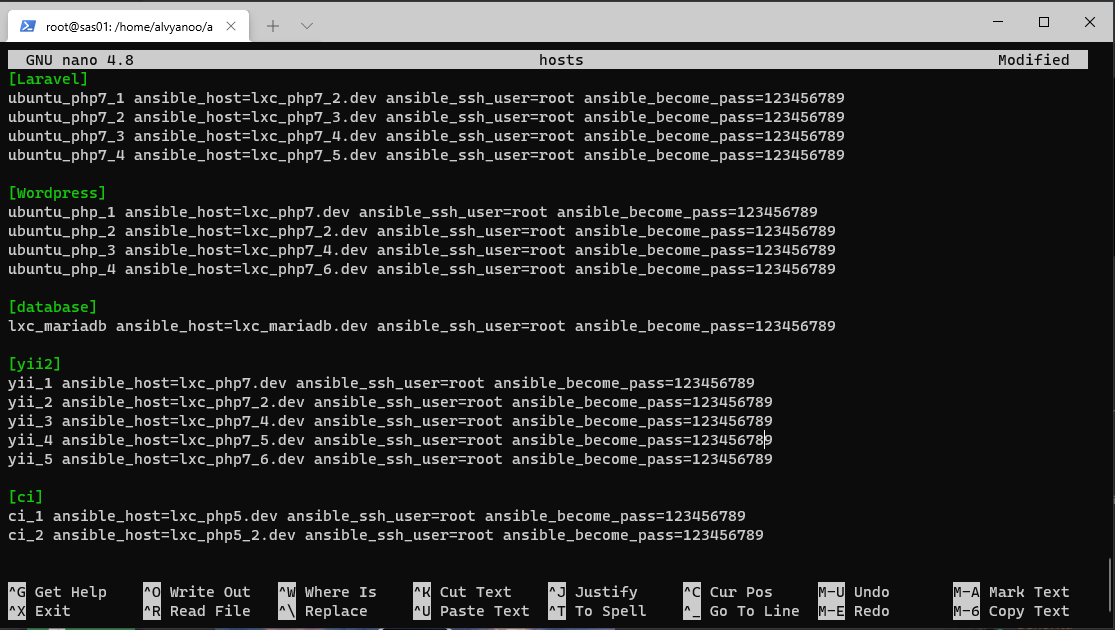 root@sas01: /home/alvyanoo/a
GNU nano 4.8 hosts Modified
[Laravel]
ubuntu_php7_1 ansible_host=lxc_php7_2.dev ansible_ssh_user=root ansible_become_pass=123456789
ubuntu_php7_2 ansible_host=lxc_php7_3.dev ansible_ssh_user=root ansible_become_pass=123456789
ubuntu_php7_3 ansible_host=lxc_php7_4.dev ansible_ssh_user=root ansible_become_pass=123456789
ubuntu_php7_4 ansible_host=lxc_php7_5.dev ansible_ssh_user=root ansible_become_pass=123456789
[Wordpress]
ubuntu_php_1 ansible_host=lxc_php7.dev ansible_ssh_user=root ansible_become_pass=123456789
ubuntu_php_2 ansible_host=lxc_php7_2.dev ansible_ssh_user=root ansible_become_pass=123456789
ubuntu_php_3 ansible_host=lxc_php7_4.dev ansible_ssh_user=root ansible_become_pass=123456789
ubuntu_php_4 ansible_host=lxc_php7_6.dev ansible_ssh_user=root ansible_become_pass=123456789
[database]
lxc_mariadb ansible_host=lxc_mariadb.dev ansible_ssh_user=root ansible_become_pass=123456789
[yii2]
yii_1 ansible_host=lxc_php7.dev ansible_ssh_user=root ansible_become_pass=123456789
yii_2 ansible_host=lxc_php7_2.dev ansible_ssh_user=root ansible_become_pass=123456789
yii_3 ansible_host=lxc_php7_4.dev ansible_ssh_user=root ansible_become_pass=123456789
yii_4 ansible_host=lxc_php7_5.dev ansible_ssh_user=root ansible_become_pass=123456789
yii_5 ansible_host=lxc_php7_6.dev ansible_ssh_user=root ansible_become_pass=123456789
[ci]
ci_1 ansible_host=lxc_php5.dev ansible_ssh_user=root ansible_become_pass=123456789
ci_2 ansible_host=lxc_php5_2.dev ansible_ssh_user=root ansible_become_pass=123456789
^G Get Help ^O Write Out ^W Where Is ^K Cut Text ^J Justify ^C Cur Pos M-U Undo M-A Mark Text
^X Exit ^R Read File ^\ Replace ^U Paste Text ^T To Spell ^_ Go To Line M-E Redo M-6 Copy Text